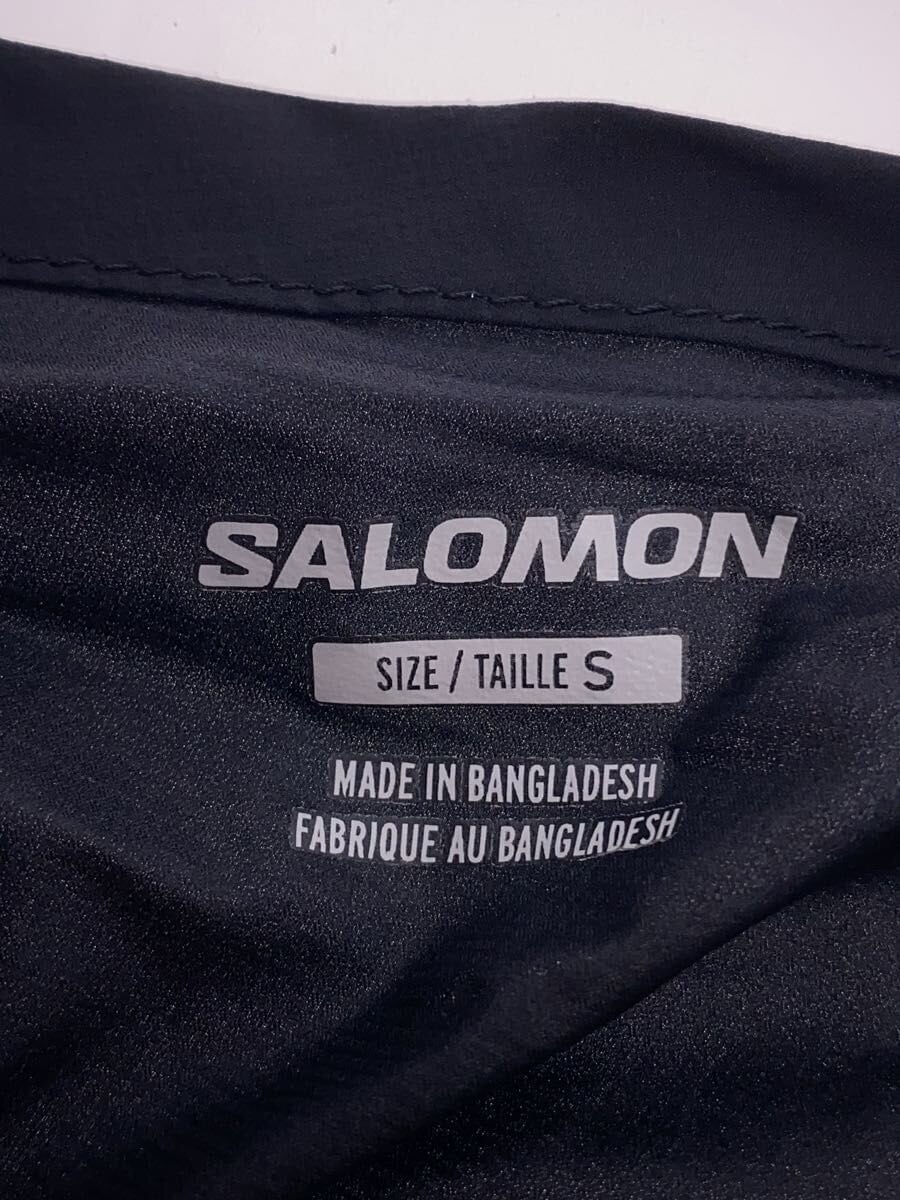 SALOMON
SIZE / TAILLE S
MADE IN BANGLADESH
FABRIQUE AU BANGLADESH